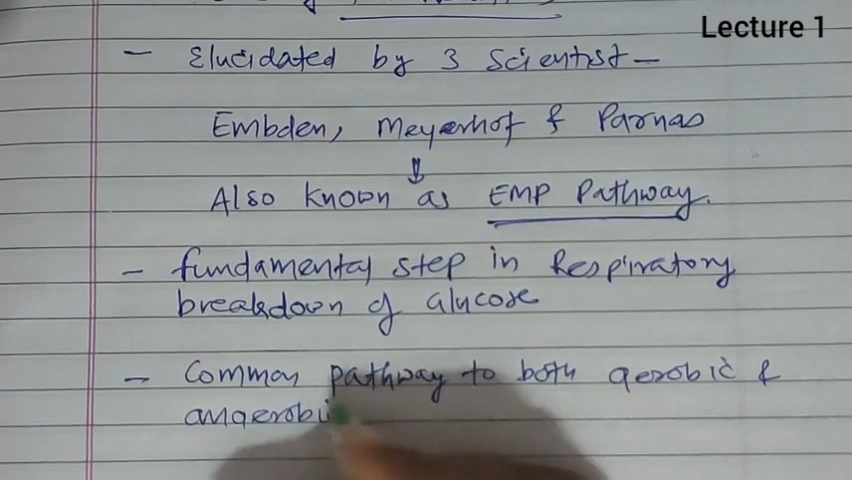 Lecture 1
- Elucidated by 3 Scientist -
Embden, Meyerhof & Parnas
↓
Also known as EMP Pathway.
- fundamental step in Respiratory
breakdown of glucose
- Common pathway to both aerobic &
anaerobi